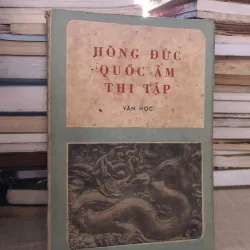 HỒNG ĐỨC
QUỐC ÂM
THI TẬP
VĂN HỌC